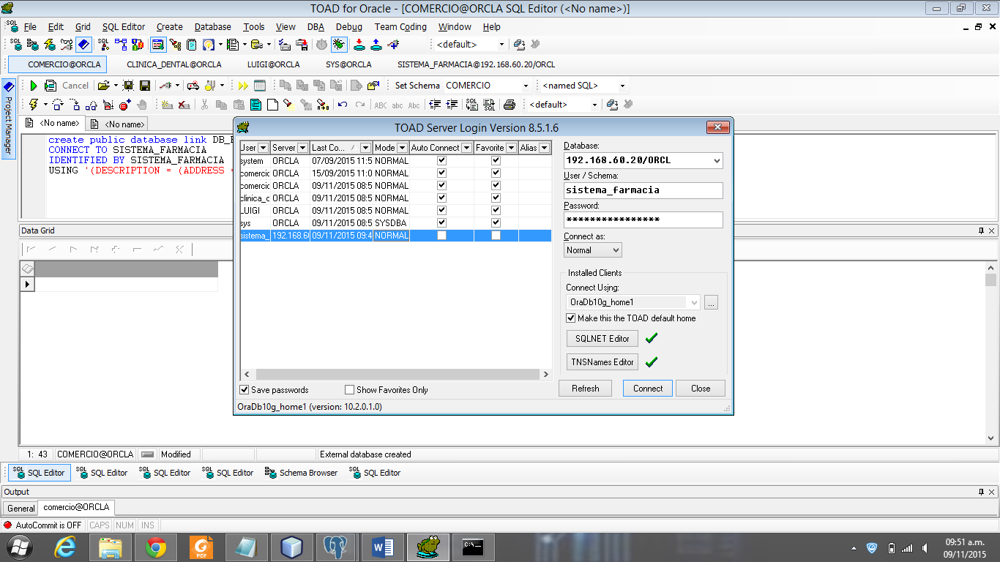 TOAD for Oracle - [COMERCIO@ORCLA SQL Editor (<No name>)]
File Edit Grid SQL Editor Create Database Tools View DBA Debug Team Coding Window Help
<default>
COMERCIO@ORCLA CLINICA_DENTAL@ORCLA LUIGI@ORCLA SYS@ORCLA SISTEMA_FARMACIA@192.168.60.20/ORCL
Cancel Set Schema COMERCIO <named SQL>
ABC abc Abc <default>
Project Manager
<No name> <No name>
create public database link DB_
CONNECT TO SISTEMA_FARMACIA
IDENTIFIED BY SISTEMA_FARMACIA
USING '(DESCRIPTION = (ADDRESS =
Data Grid
TOAD Server Login Version 8.5.1.6
User Server Last Co... Mode Auto Connect Favorite Alias
system ORCLA 07/09/2015 11:5 NORMAL
comercio ORCLA 15/09/2015 11:0 NORMAL
comercio ORCLA 09/11/2015 08:5 NORMAL
clinica_c ORCLA 09/11/2015 08:5 NORMAL
LUIGI ORCLA 09/11/2015 08:5 NORMAL
sys ORCLA 09/11/2015 08:5 SYSDBA
sistema_ 192.168.6 09/11/2015 09:4 NORMAL
Save passwords Show Favorites Only
OraDb10g_home1 (version: 10.2.0.1.0)
Database:
192.168.60.20/ORCL
User / Schema:
sistema_farmacia
Password:
****************
Connect as:
Normal
Installed Clients
Connect Using:
OraDb10g_home1 ...
Make this the TOAD default home
SQLNET Editor
TNSNames Editor
Refresh Connect Close
1: 43 COMERCIO@ORCLA Modified External database created
SQL Editor SQL Editor SQL Editor SQL Editor Schema Browser SQL Editor
Output
General comercio@ORCLA
AutoCommit is OFF CAPS NUM INS
09:51 a.m.
09/11/2015